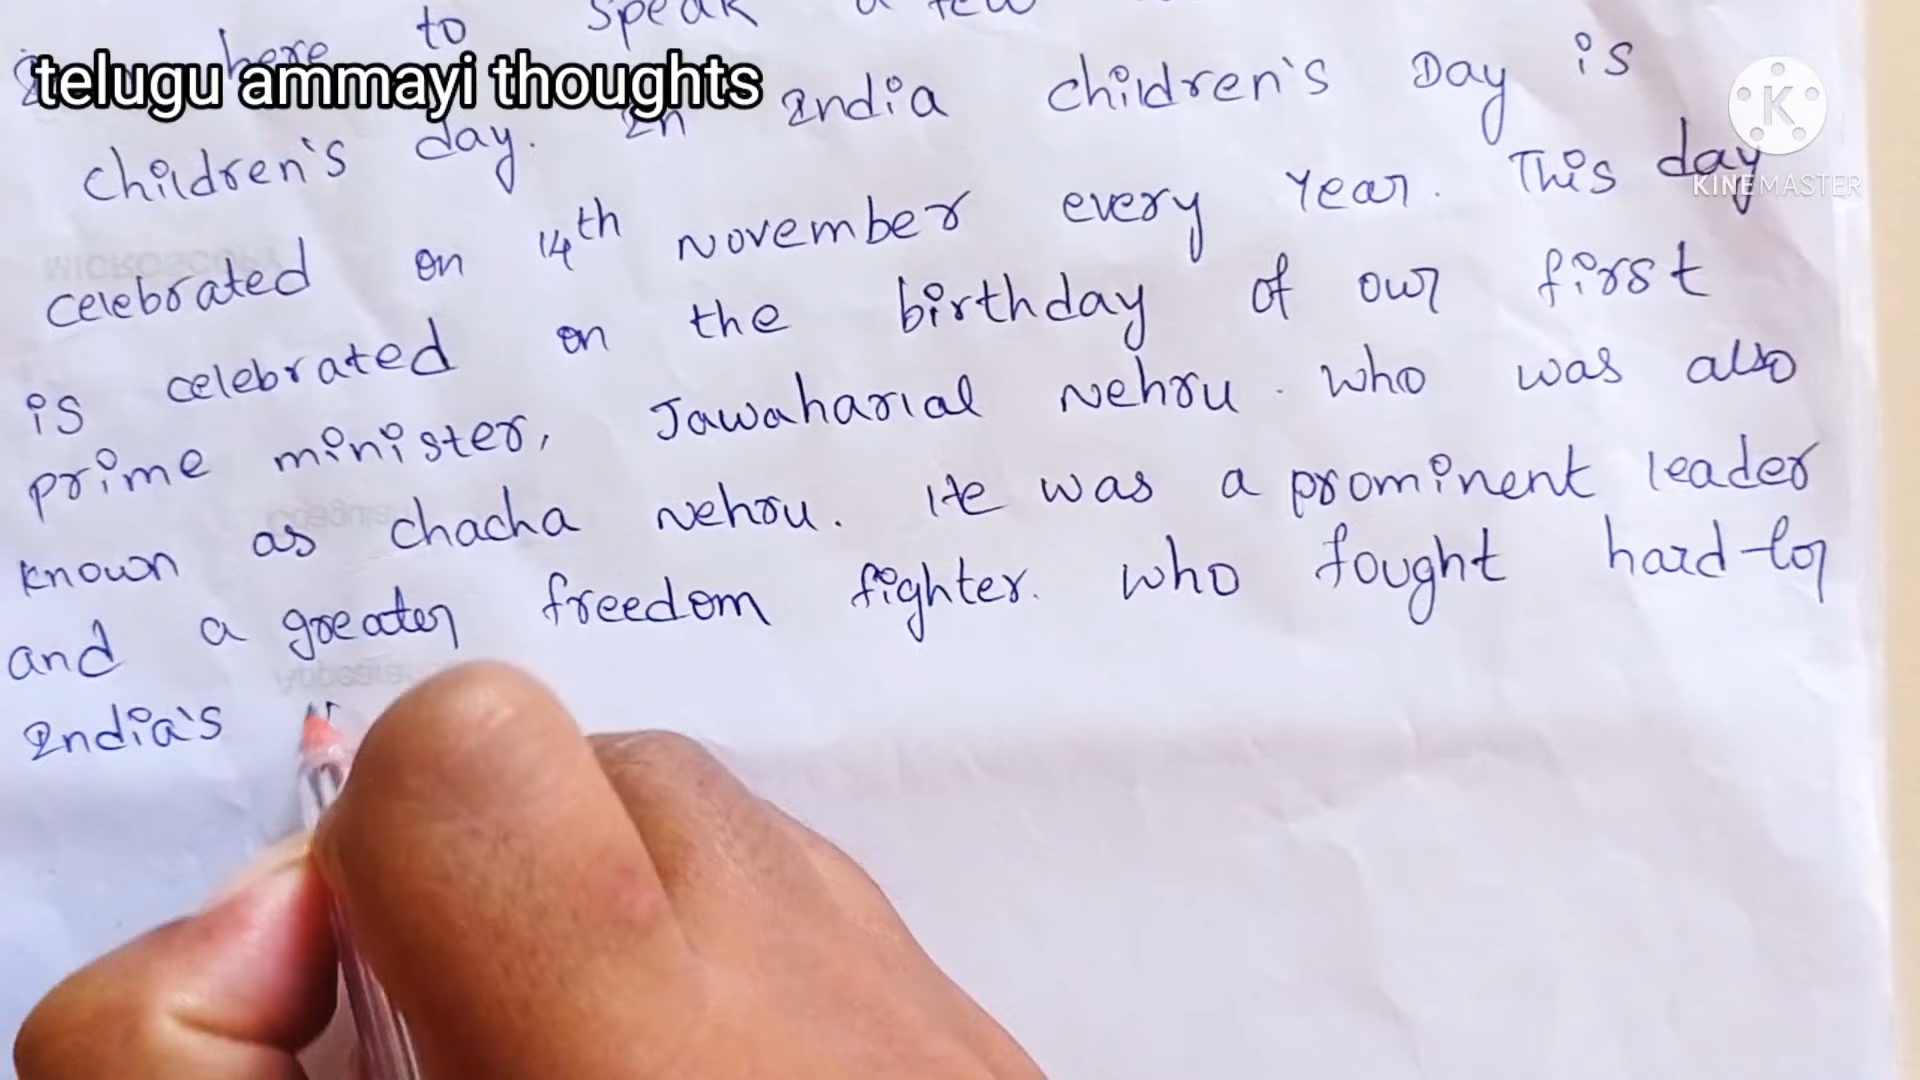 here to speak a few
telugu ammayi thoughts
children's day. In India children's Day is
celebrated on 14th November every Year. This day
KINEMASTER
is celebrated on the birthday of our first
prime minister, Jawaharlal Nehru. Who was also
known as chacha Nehru. He was a prominent leader
and a greater freedom fighter. who fought hard for
India's